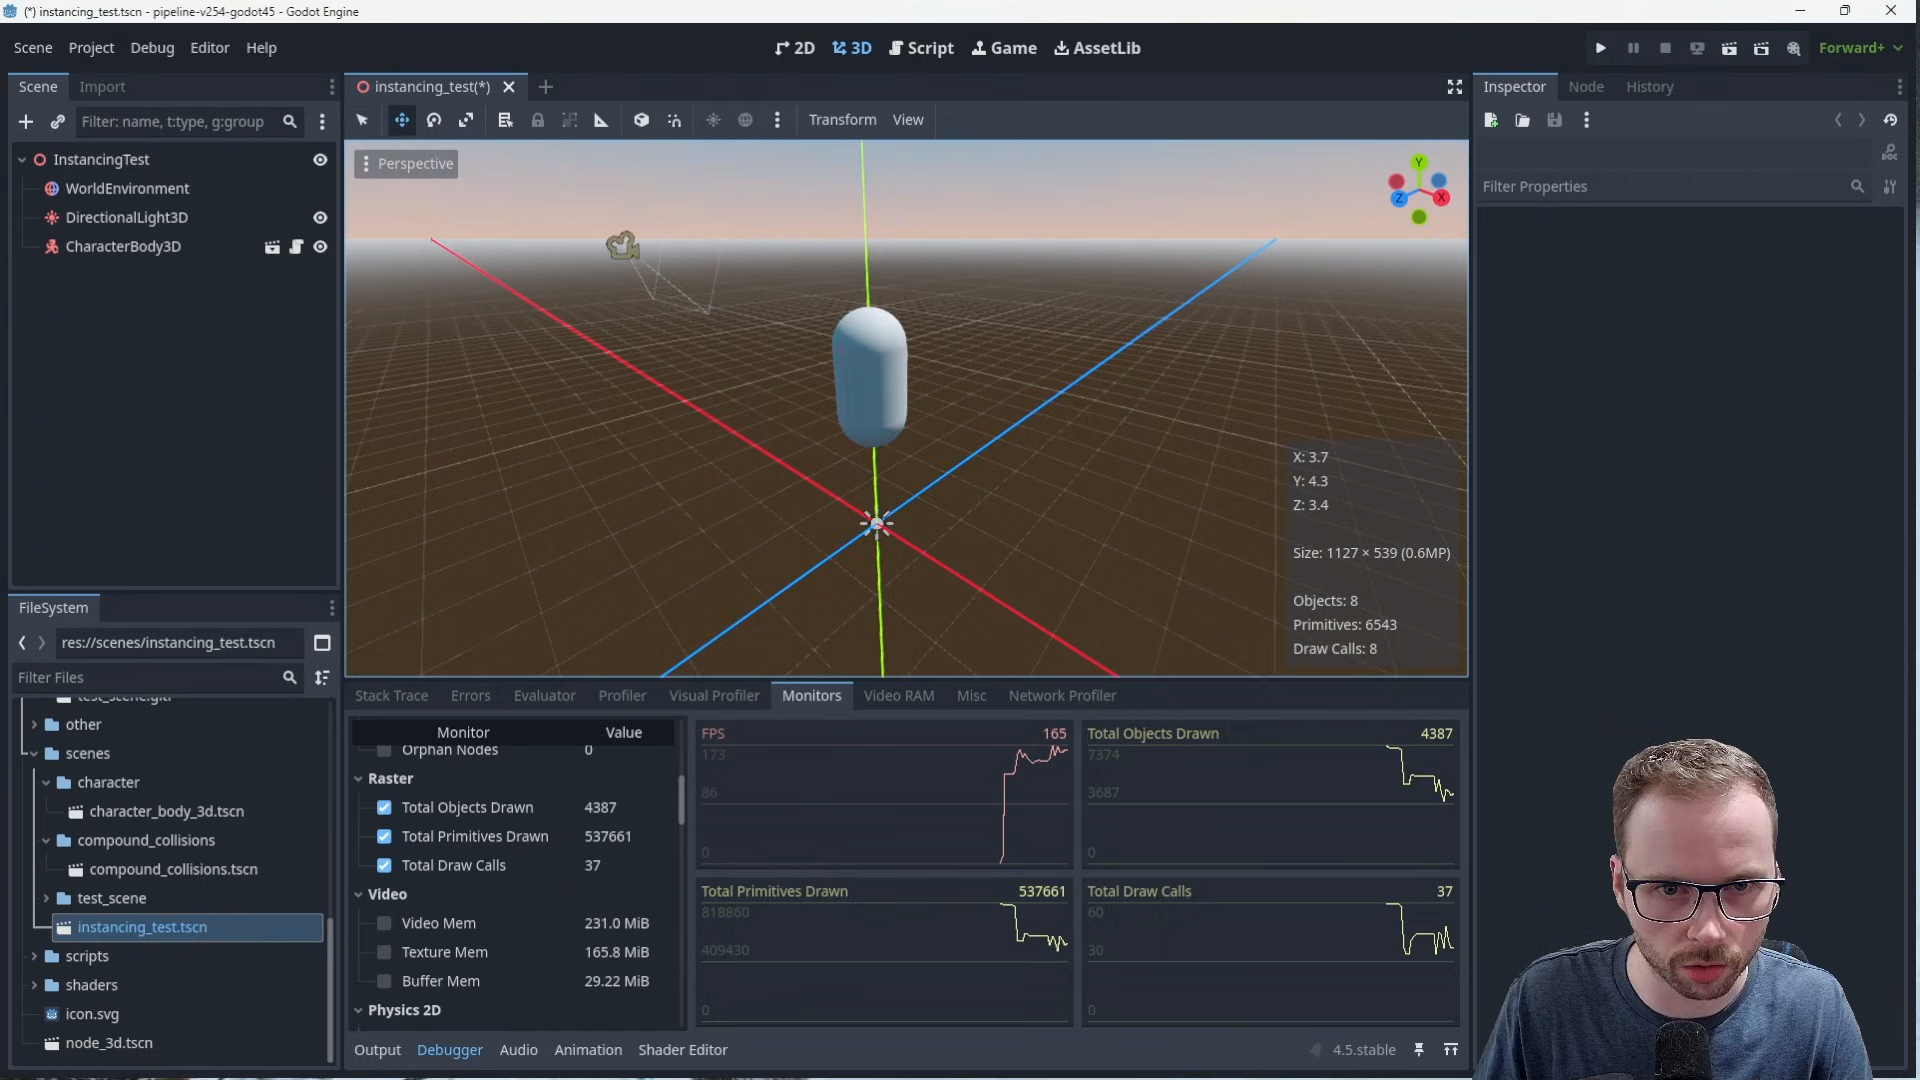 (*) instancing_test.tscn - pipeline-v254-godot45 - Godot Engine
Scene Project Debug Editor Help
2D 3D Script Game AssetLib
Forward+
Scene Import
Filter: name, t:type, g:group
InstancingTest
WorldEnvironment
DirectionalLight3D
CharacterBody3D
instancing_test(*)
Transform View
Perspective
Y
Z
X
X: 3.7
Y: 4.3
Z: 3.4
Size: 1127 × 539 (0.6MP)
Objects: 8
Primitives: 6543
Draw Calls: 8
Inspector Node History
DOC
Filter Properties
FileSystem
res://scenes/instancing_test.tscn
Filter Files
test_scene.gltf
other
scenes
character
character_body_3d.tscn
compound_collisions
compound_collisions.tscn
test_scene
instancing_test.tscn
scripts
shaders
icon.svg
node_3d.tscn
Stack Trace Errors Evaluator Profiler Visual Profiler Monitors Video RAM Misc Network Profiler
Monitor Value
Orphan Nodes 0
Raster
Total Objects Drawn 4387
Total Primitives Drawn 537661
Total Draw Calls 37
Video
Video Mem 231.0 MiB
Texture Mem 165.8 MiB
Buffer Mem 29.22 MiB
Physics 2D
FPS 165
173
86
0
Total Objects Drawn 4387
7374
3687
0
Total Primitives Drawn 537661
818860
409430
0
Total Draw Calls 37
60
30
0
Output Debugger Audio Animation Shader Editor
4.5.stable